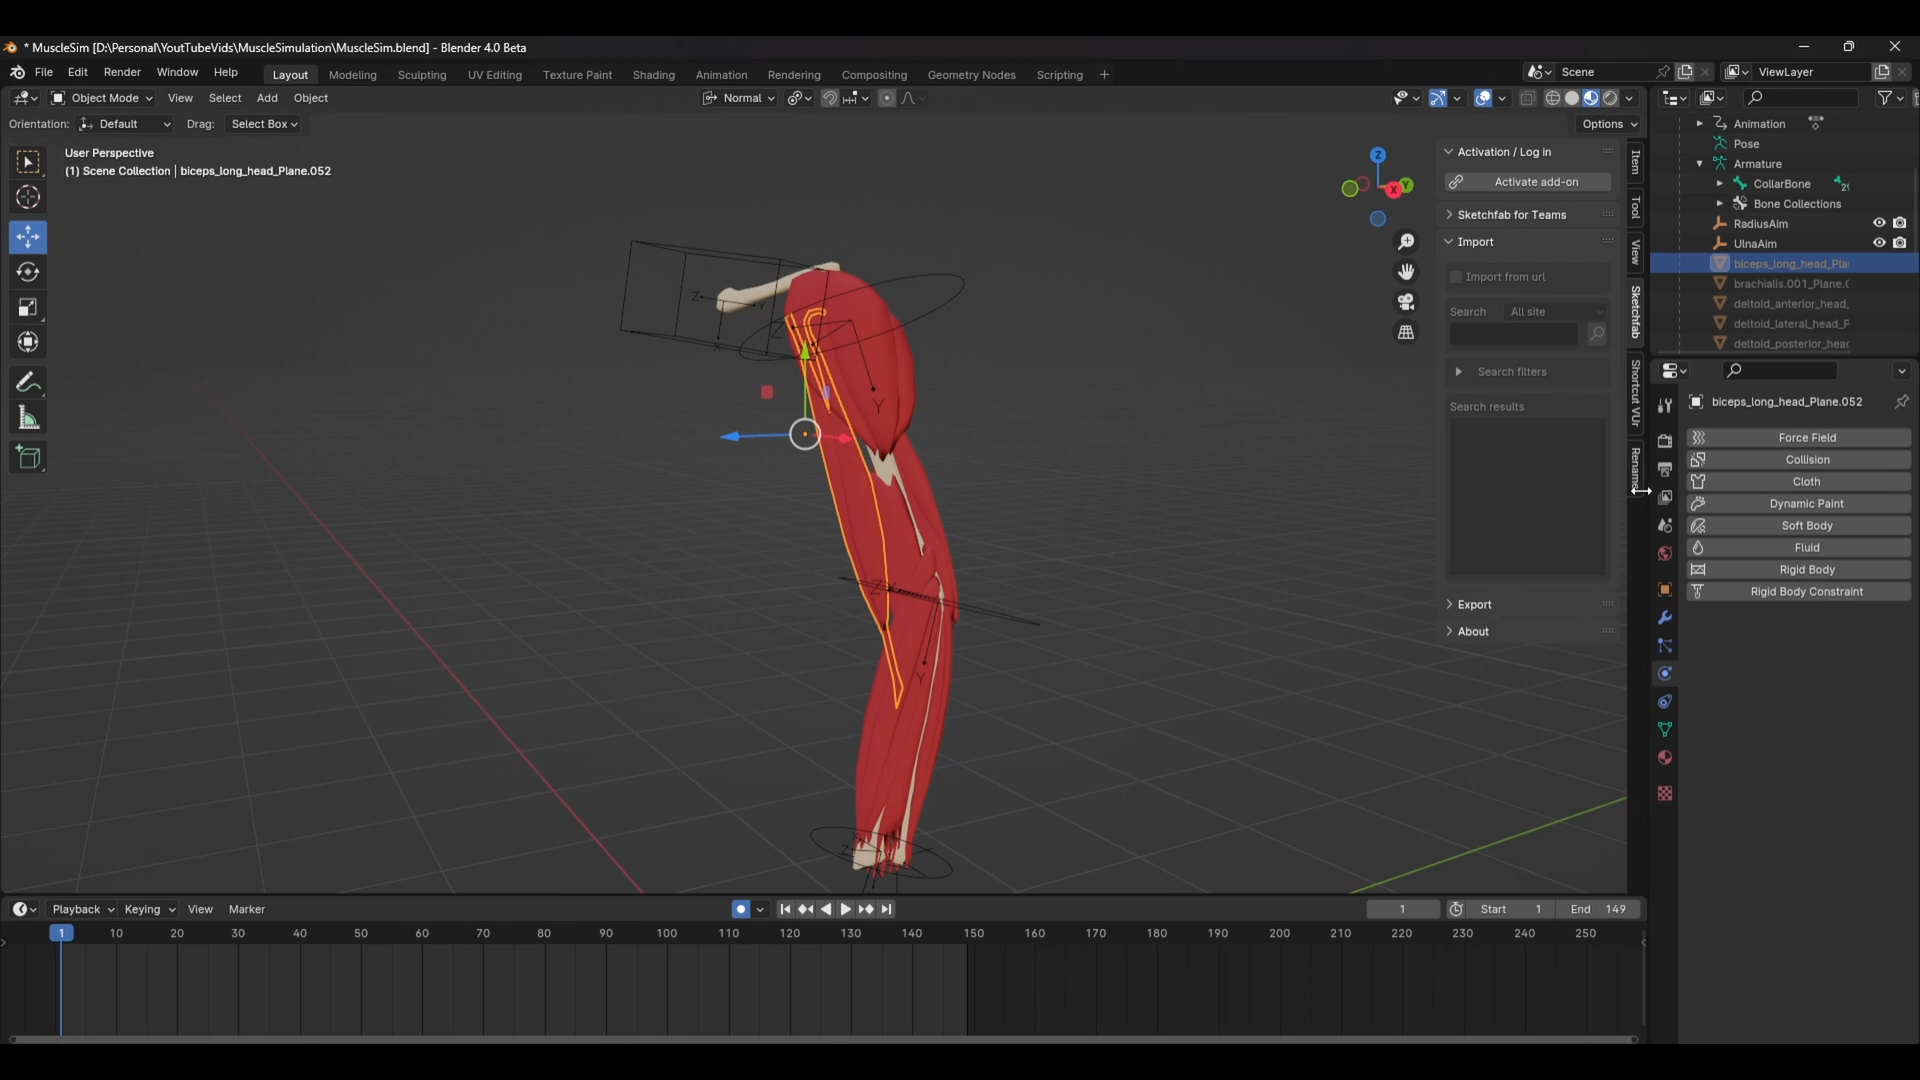 * MuscleSim [D:\Personal\YoutTubeVids\MuscleSimulation\MuscleSim.blend] - Blender 4.0 Beta
File Edit Render Window Help Layout Modeling Sculpting UV Editing Texture Paint Shading Animation Rendering Compositing Geometry Nodes Scripting + Scene ViewLayer
Object Mode View Select Add Object Normal
Orientation: Default Drag: Select Box Options
User Perspective
(1) Scene Collection | biceps_long_head_Plane.052
Z
Y
X
Z
Y
X
Z
Y
Z
X
Y
Z
Activation / Log in
Activate add-on
Sketchfab for Teams
Import
Import from url
Search All site
Search filters
Search results
Export
About
Item
Tool
View
Sketchfab
Shortcut VUr
Rename
Animation
Pose
Armature
CollarBone
Bone Collections
RadiusAim
UlnaAim
biceps_long_head_Pla
brachialis.001_Plane.0
deltoid_anterior_head_
deltoid_lateral_head_P
deltoid_posterior_head
biceps_long_head_Plane.052
Force Field
Collision
Cloth
Dynamic Paint
Soft Body
Fluid
Rigid Body
Rigid Body Constraint
Playback Keying View Marker 1 Start 1 End 149
1 10 20 30 40 50 60 70 80 90 100 110 120 130 140 150 160 170 180 190 200 210 220 230 240 250